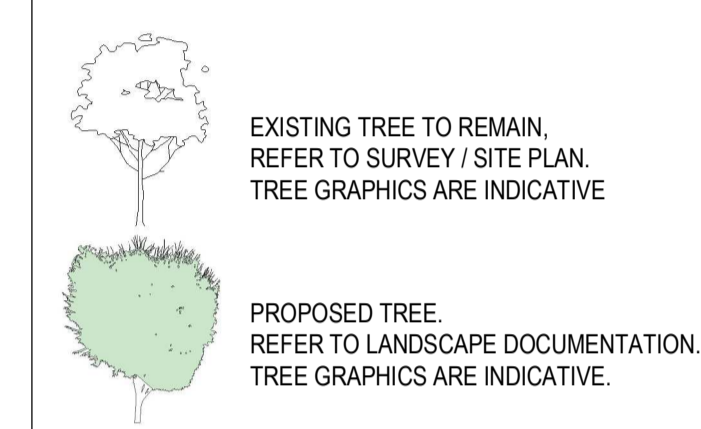 EXISTING TREE TO REMAIN,
REFER TO SURVEY / SITE PLAN.
TREE GRAPHICS ARE INDICATIVE
PROPOSED TREE.
REFER TO LANDSCAPE DOCUMENTATION.
TREE GRAPHICS ARE INDICATIVE.